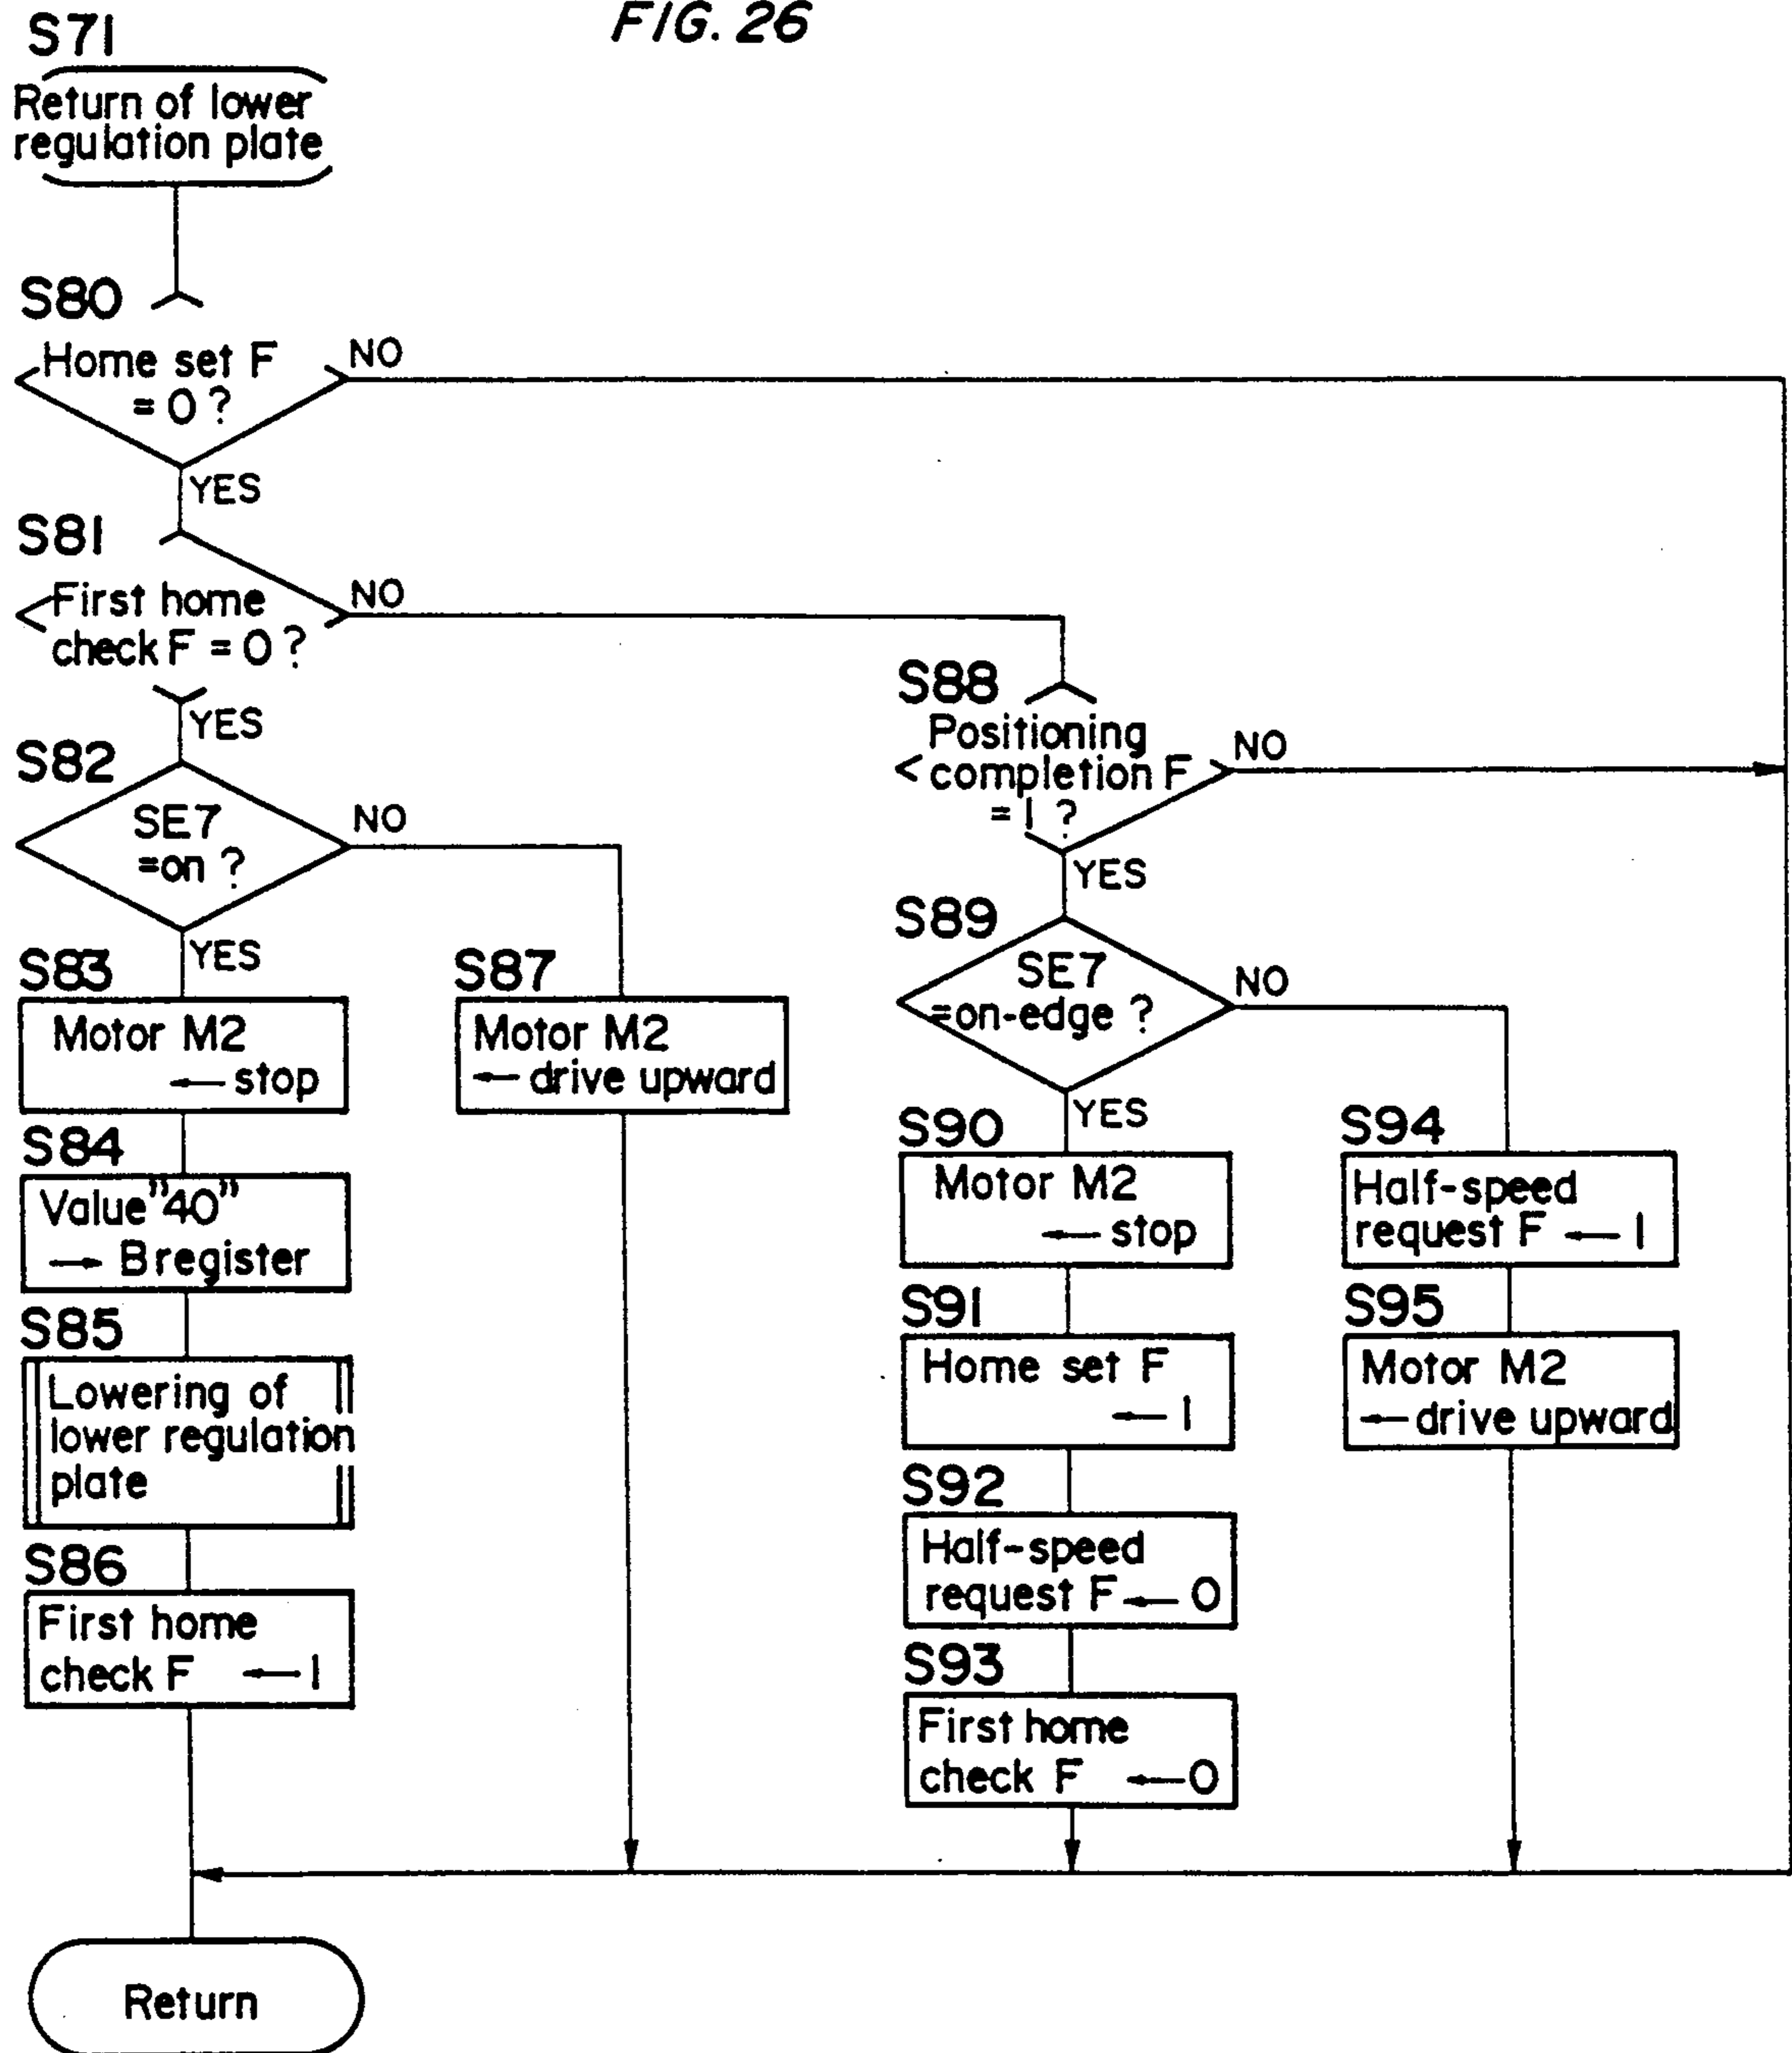 FIG. 26
S71
Return of lower
regulation plate
S80
Home set F
= 0 ?
NO
YES
S81
First home
check F = 0 ?
NO
YES
S82
SE7
=on ?
NO
YES
S83
Motor M2
← stop
S84
Value "40"
→ B register
S85
Lowering of
lower regulation
plate
S86
First home
check F ← 1
S87
Motor M2
← drive upward
S88
Positioning
completion F
= 1 ?
NO
YES
S89
SE7
=on-edge ?
NO
YES
S90
Motor M2
← stop
S91
Home set F
← 1
S92
Half-speed
request F ← 0
S93
First home
check F ← 0
S94
Half-speed
request F ← 1
S95
Motor M2
← drive upward
Return